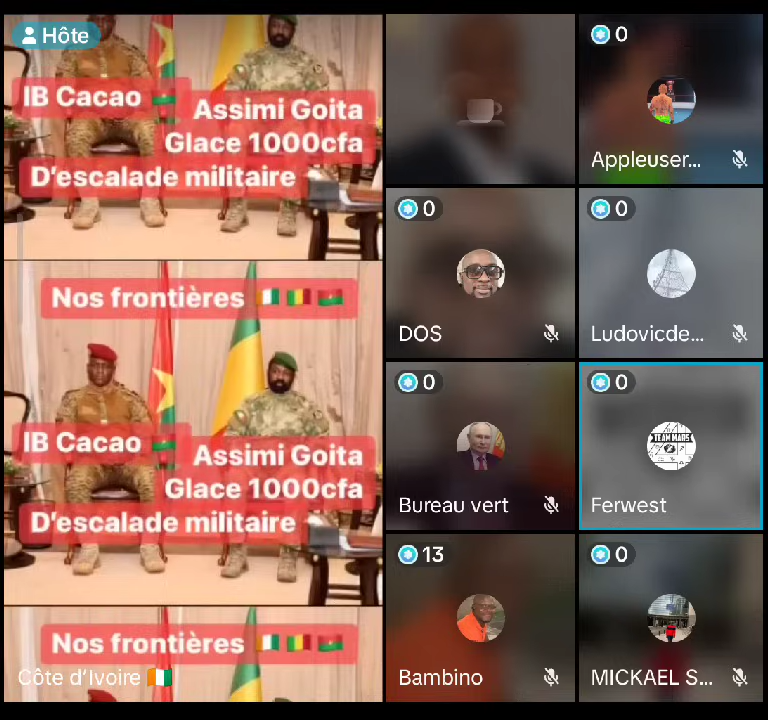 Hôte
IB Cacao
Assimi Goita
Glace 1000cfa
D'escalade militaire
Nos frontières 🇨🇮🇲🇱🇧🇫
IB Cacao
Assimi Goita
Glace 1000cfa
D'escalade militaire
Nos frontières 🇨🇮🇲🇱🇧🇫
Côte d'Ivoire 🇨🇮
0
Appleuser...
0
DOS
0
Ludovicde...
0
Bureau vert
0
TEAM MARS
Ferwest
13
Bambino
0
MICKAEL S...